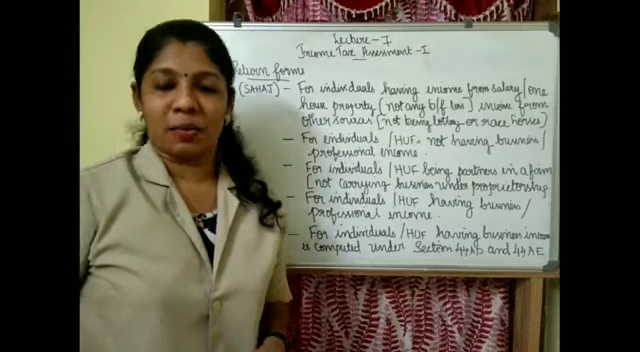 Lecture-I
Income Tax Assessment-I
Return forms
(SAHAJ) - For individuals having income from salary/one
house property (not any b/f loss) income from
other sources (not being lottery or race horses)
- For individuals/HUF not having business/
professional income.
- For individuals/HUF being partners in a firm
(not carrying business under proprietorship
- For individuals/HUF having business/
professional income.
- For individuals/HUF having business income
is computed under Section 44AD and 44AE